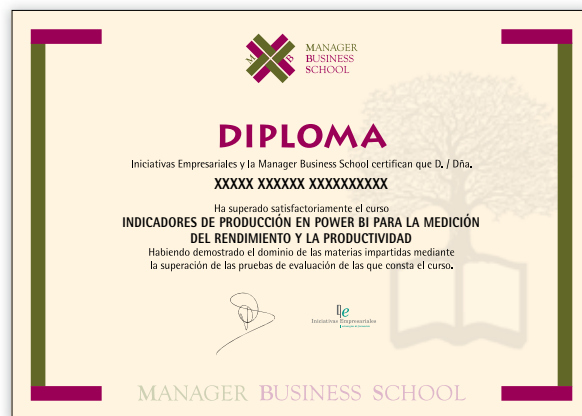 M B
MANAGER
BUSINESS
SCHOOL
DIPLOMA
Iniciativas Empresariales y la Manager Business School certifican que D. / Dña.
XXXXX XXXXXX XXXXXXXXXX
Ha superado satisfactoriamente el curso
INDICADORES DE PRODUCCIÓN EN POWER BI PARA LA MEDICIÓN
DEL RENDIMIENTO Y LA PRODUCTIVIDAD
Habiendo demostrado el dominio de las materias impartidas mediante
la superación de las pruebas de evaluación de las que consta el curso.
Iniciativas Empresariales
MANAGER BUSINESS SCHOOL